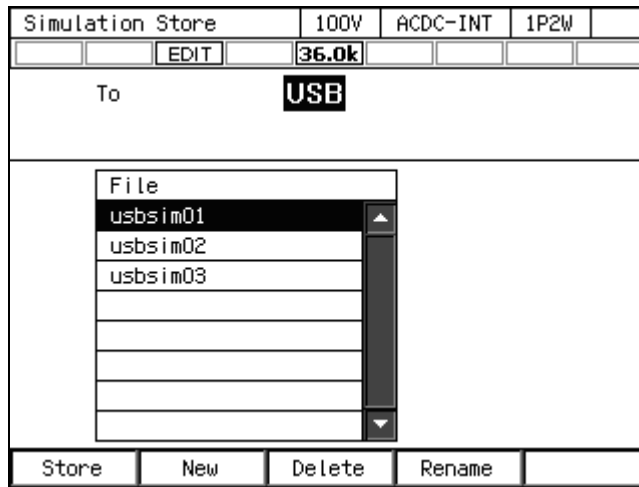 Simulation Store 100V ACDC-INT 1P2W
EDIT 36.0k
To USB
File
usbsim01
usbsim02
usbsim03
Store New Delete Rename